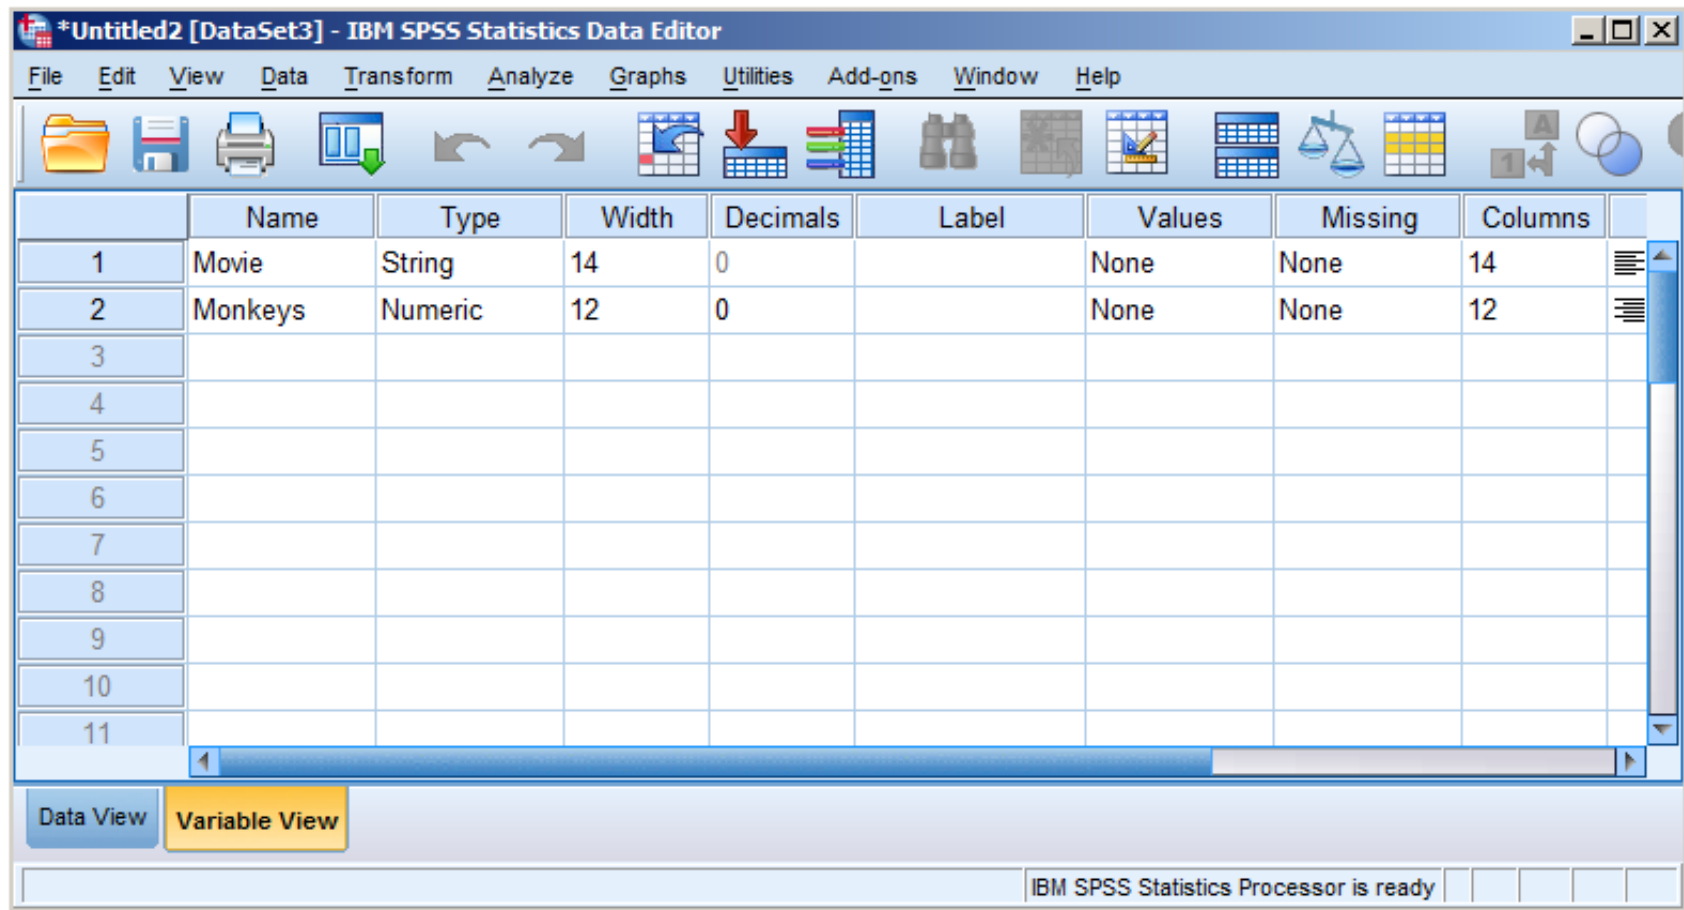 *Untitled2 [DataSet3] - IBM SPSS Statistics Data Editor
File Edit View Data Transform Analyze Graphs Utilities Add-ons Window Help
A
1
Name Type Width Decimals Label Values Missing Columns
1 Movie String 14 0 None None 14
2 Monkeys Numeric 12 0 None None 12
3
4
5
6
7
8
9
10
11
Data View Variable View
IBM SPSS Statistics Processor is ready